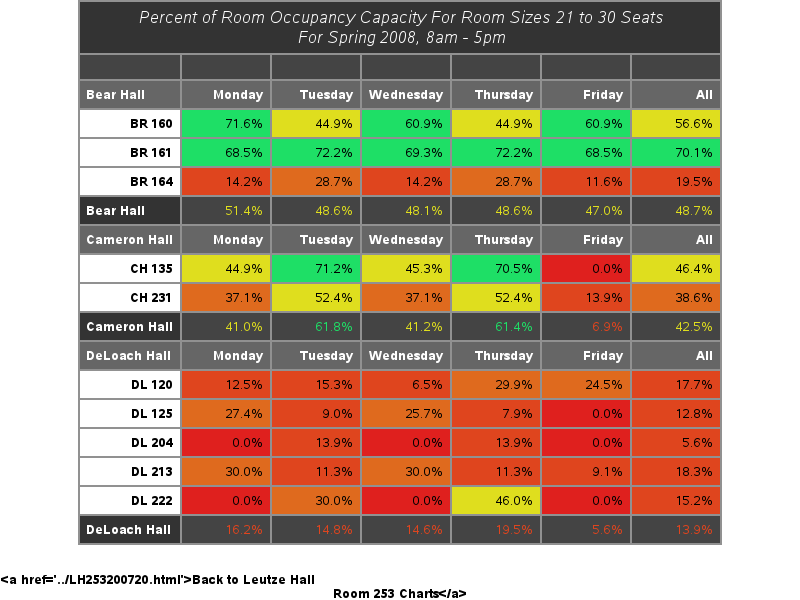 Percent of Room Occupancy Capacity For Room Sizes 21 to 30 Seats
For Spring 2008, 8am - 5pm
Bear Hall Monday Tuesday Wednesday Thursday Friday All
BR 160 71.6% 44.9% 60.9% 44.9% 60.9% 56.6%
BR 161 68.5% 72.2% 69.3% 72.2% 68.5% 70.1%
BR 164 14.2% 28.7% 14.2% 28.7% 11.6% 19.5%
Bear Hall 51.4% 48.6% 48.1% 48.6% 47.0% 48.7%
Cameron Hall Monday Tuesday Wednesday Thursday Friday All
CH 135 44.9% 71.2% 45.3% 70.5% 0.0% 46.4%
CH 231 37.1% 52.4% 37.1% 52.4% 13.9% 38.6%
Cameron Hall 41.0% 61.8% 41.2% 61.4% 6.9% 42.5%
DeLoach Hall Monday Tuesday Wednesday Thursday Friday All
DL 120 12.5% 15.3% 6.5% 29.9% 24.5% 17.7%
DL 125 27.4% 9.0% 25.7% 7.9% 0.0% 12.8%
DL 204 0.0% 13.9% 0.0% 13.9% 0.0% 5.6%
DL 213 30.0% 11.3% 30.0% 11.3% 9.1% 18.3%
DL 222 0.0% 30.0% 0.0% 46.0% 0.0% 15.2%
DeLoach Hall 16.2% 14.8% 14.6% 19.5% 5.6% 13.9%
<a href='../LH253200720.html'>Back to Leutze Hall
Room 253 Charts</a>